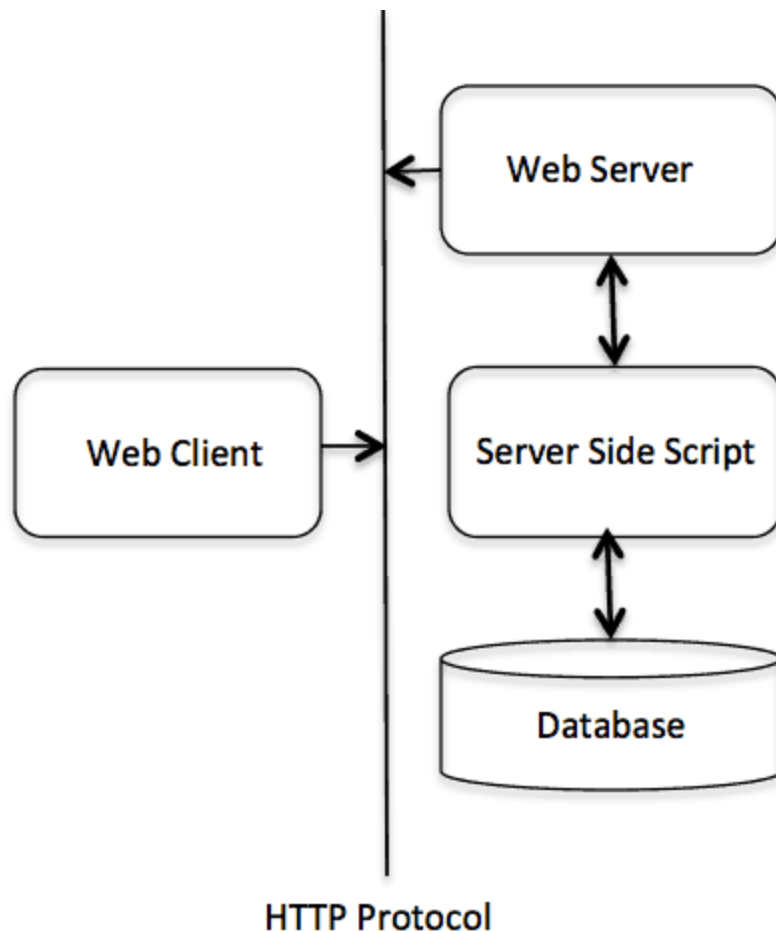 Web Server
Web Client
Server Side Script
Database
HTTP Protocol